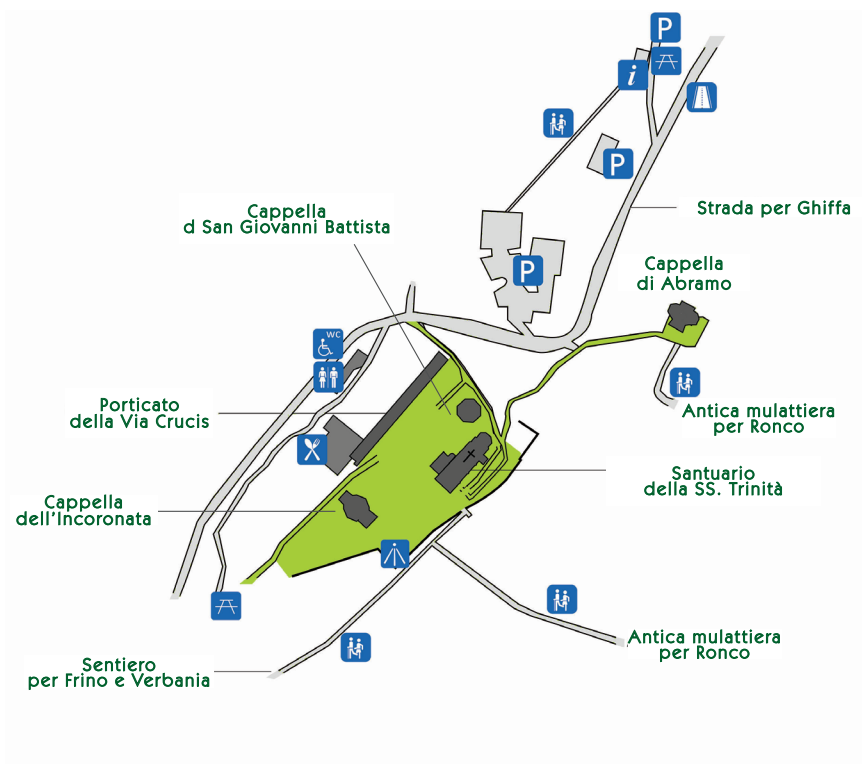 P
i
P
Strada per Ghiffa
Cappella
d San Giovanni Battista
Cappella
di Abramo
P
WC
Porticato
della Via Crucis
Antica mulattiera
per Ronco
Santuario
della SS. Trinità
Cappella
dell'Incoronata
Antica mulattiera
per Ronco
Sentiero
per Frino e Verbania